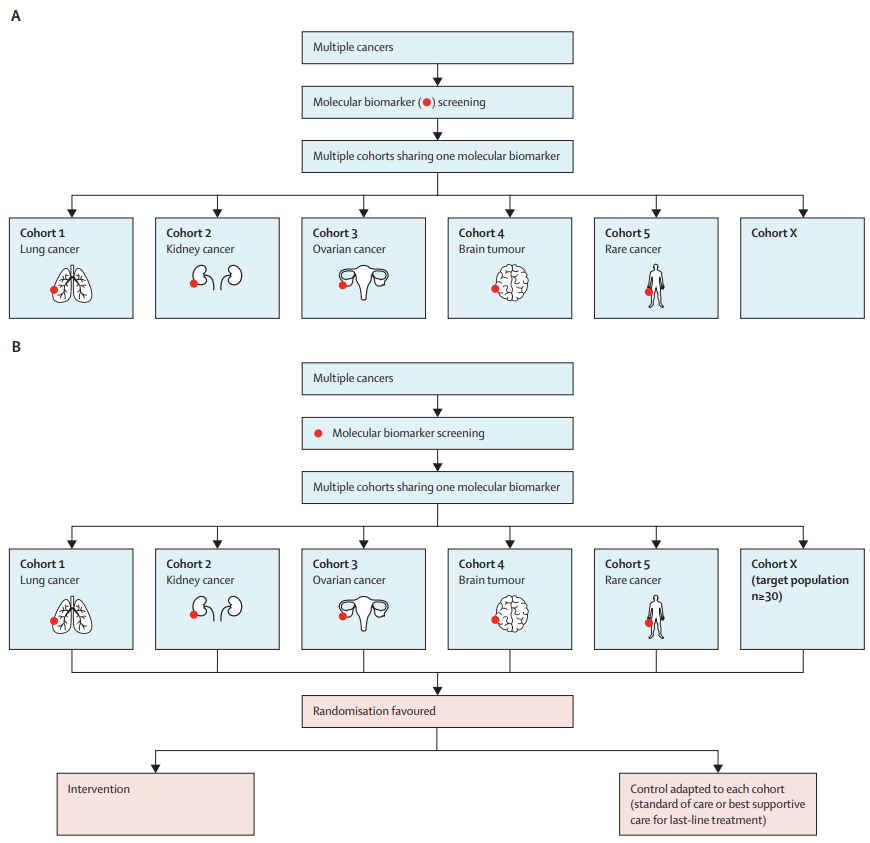 A
Multiple cancers
Molecular biomarker (●) screening
Multiple cohorts sharing one molecular biomarker
Cohort 1
Lung cancer
Cohort 2
Kidney cancer
Cohort 3
Ovarian cancer
Cohort 4
Brain tumour
Cohort 5
Rare cancer
Cohort X
B
Multiple cancers
Molecular biomarker screening
Multiple cohorts sharing one molecular biomarker
Cohort 1
Lung cancer
Cohort 2
Kidney cancer
Cohort 3
Ovarian cancer
Cohort 4
Brain tumour
Cohort 5
Rare cancer
Cohort X
(target population
n≥30)
Randomisation favoured
Intervention
Control adapted to each cohort
(standard of care or best supportive
care for last-line treatment)